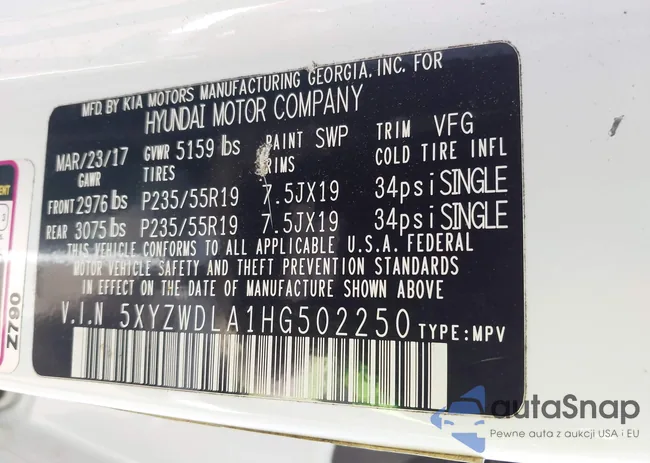 MFD. BY KIA MOTORS MANUFACTURING GEORGIA, INC. FOR
HYUNDAI MOTOR COMPANY
MAR/23/17 GVWR 5159 lbs PAINT SWP TRIM VFG
GAWR TIRES RIMS COLD TIRE INFL
FRONT 2976 lbs P235/55R19 7.5JX19 34psi SINGLE
REAR 3075 lbs P235/55R19 7.5JX19 34psi SINGLE
THIS VEHICLE CONFORMS TO ALL APPLICABLE U.S.A. FEDERAL
MOTOR VEHICLE SAFETY AND THEFT PREVENTION STANDARDS
IN EFFECT ON THE DATE OF MANUFACTURE SHOWN ABOVE
V.I.N 5XYZWDLA1HG502250 TYPE:MPV
Z790
autaSnap
Pewne auta z aukcji USA i EU